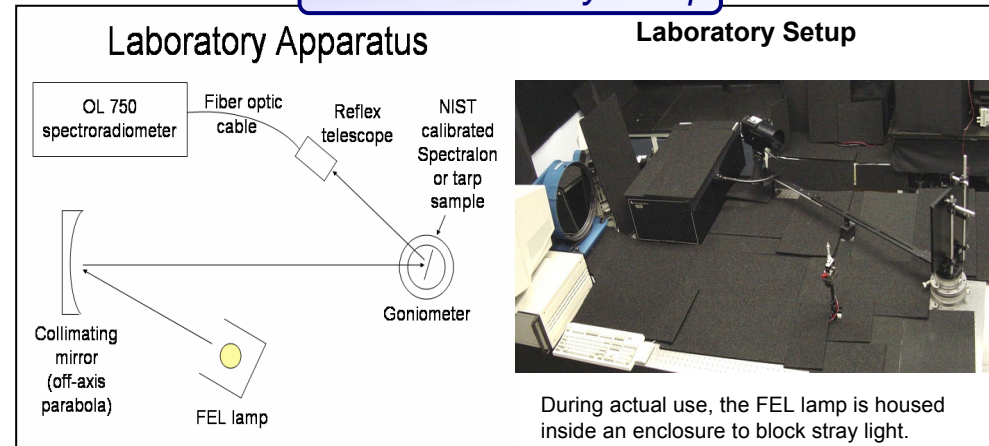 Laboratory Apparatus
OL 750
spectroradiometer
Fiber optic
cable
Reflex
telescope
NIST
calibrated
Spectralon
or tarp
sample
Goniometer
Collimating
mirror
(off-axis
parabola)
FEL lamp
Laboratory Setup
During actual use, the FEL lamp is housed
inside an enclosure to block stray light.